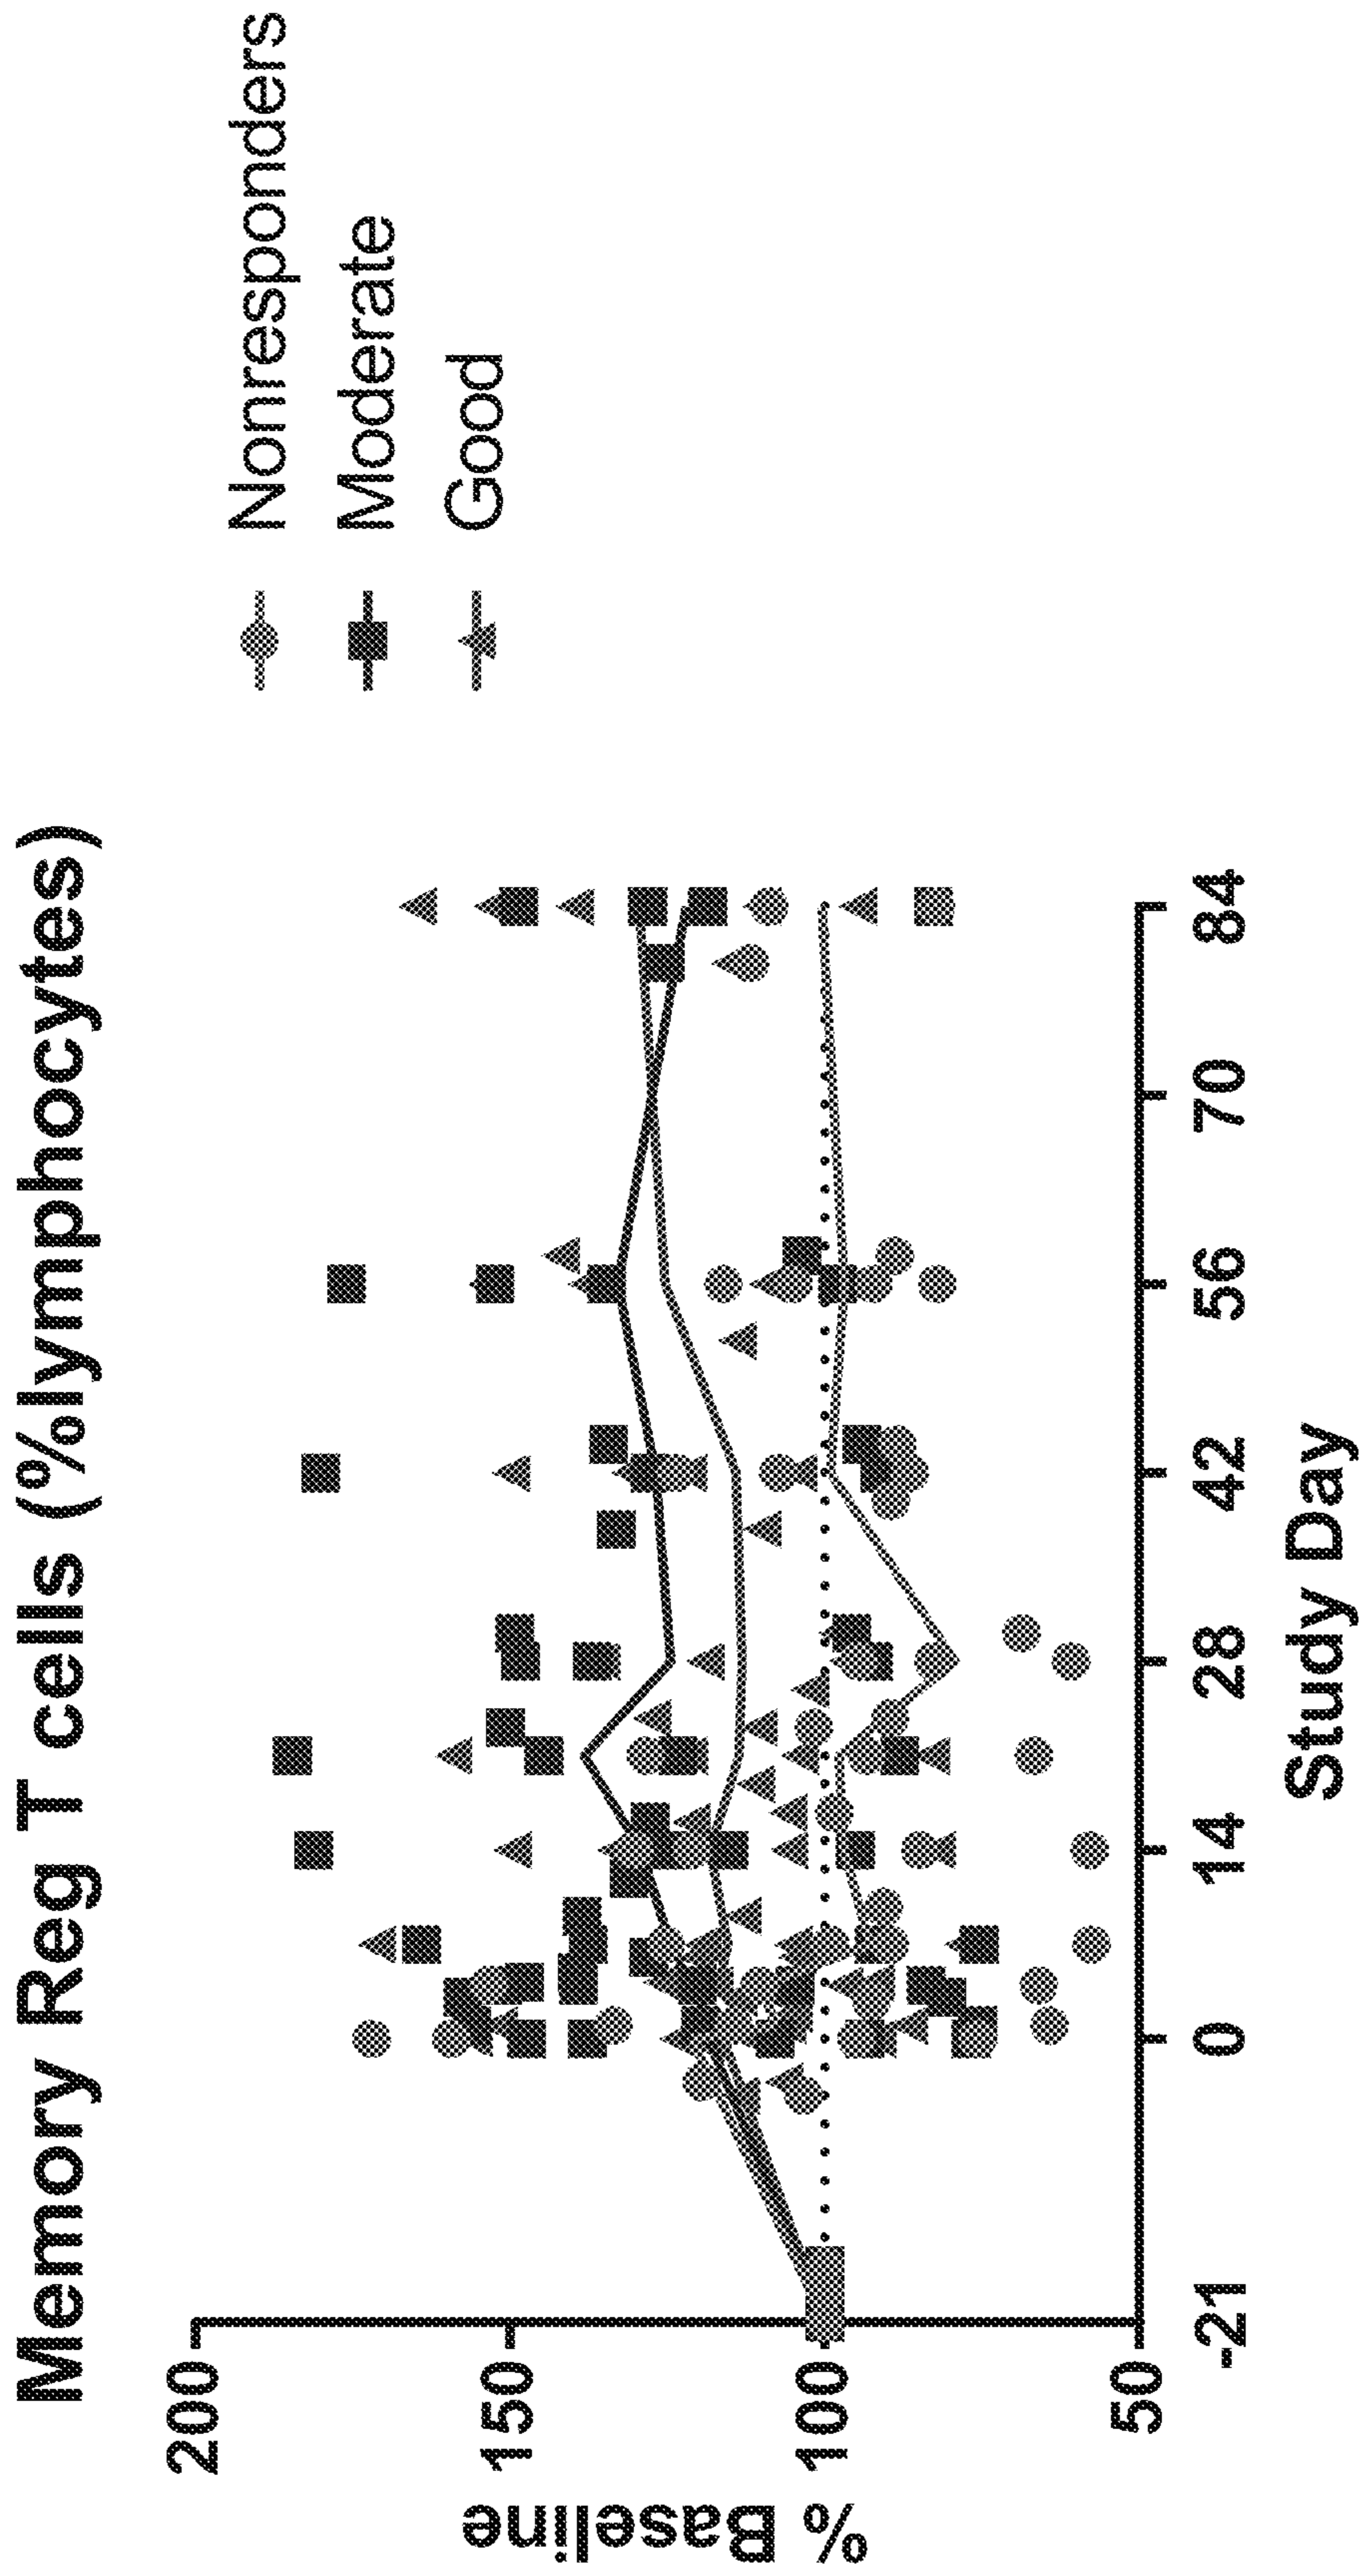 Memory Reg T cells (%lymphocytes)
Nonresponders
Moderate
Good
% Baseline
200
150
100
50
-21
0
14
28
42
56
70
84
Study Day